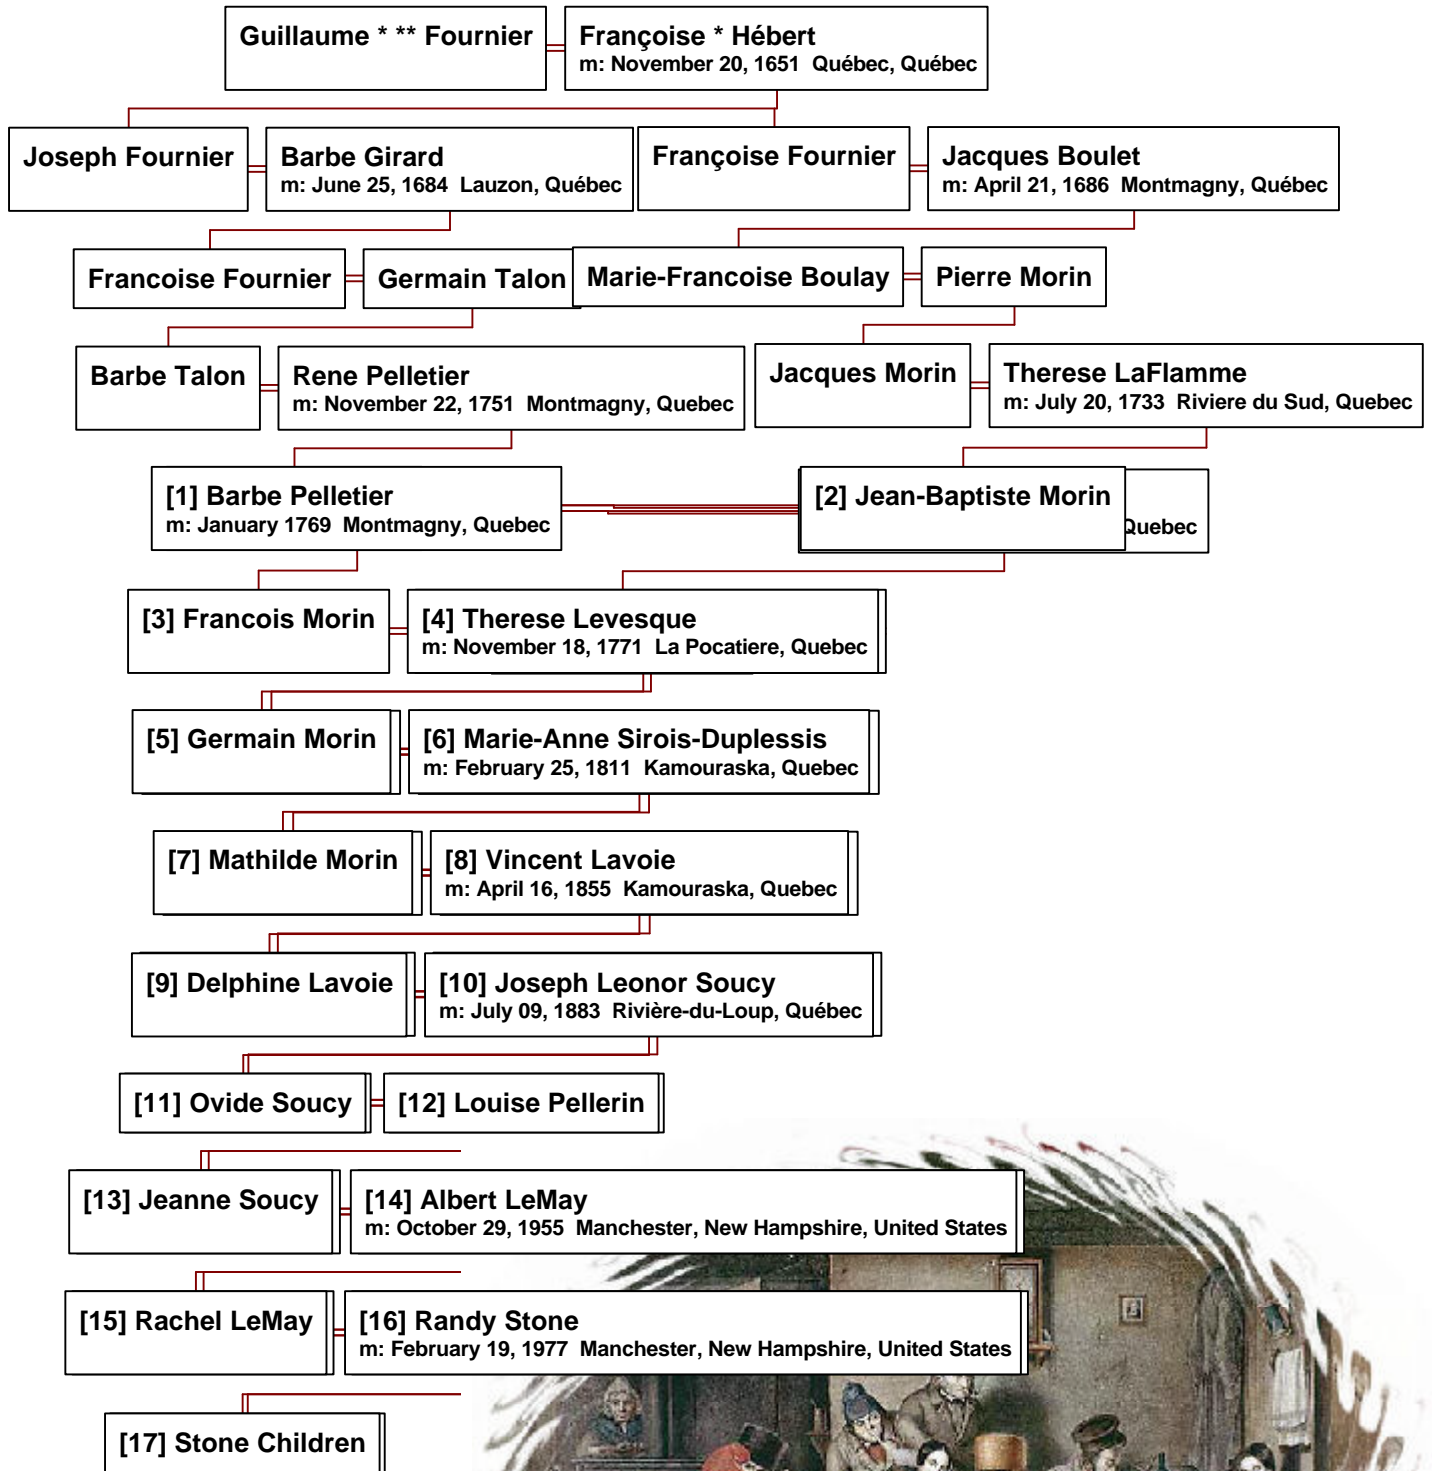 Guillaume * ** Fournier
Françoise * Hébert
m: November 20, 1651 Québec, Québec
Joseph Fournier
Barbe Girard
m: June 25, 1684 Lauzon, Québec
Françoise Fournier
Jacques Boulet
m: April 21, 1686 Montmagny, Québec
Francoise Fournier
Germain Talon
Marie-Francoise Boulay
Pierre Morin
Barbe Talon
Rene Pelletier
m: November 22, 1751 Montmagny, Quebec
Jacques Morin
Therese LaFlamme
m: July 20, 1733 Riviere du Sud, Quebec
[1] Barbe Pelletier
m: January 1769 Montmagny, Quebec
[2] Jean-Baptiste Morin
Quebec
[3] Francois Morin
[4] Therese Levesque
m: November 18, 1771 La Pocatiere, Quebec
[5] Germain Morin
[6] Marie-Anne Sirois-Duplessis
m: February 25, 1811 Kamouraska, Quebec
[7] Mathilde Morin
[8] Vincent Lavoie
m: April 16, 1855 Kamouraska, Quebec
[9] Delphine Lavoie
[10] Joseph Leonor Soucy
m: July 09, 1883 Rivière-du-Loup, Québec
[11] Ovide Soucy
[12] Louise Pellerin
[13] Jeanne Soucy
[14] Albert LeMay
m: October 29, 1955 Manchester, New Hampshire, United States
[15] Rachel LeMay
[16] Randy Stone
m: February 19, 1977 Manchester, New Hampshire, United States
[17] Stone Children